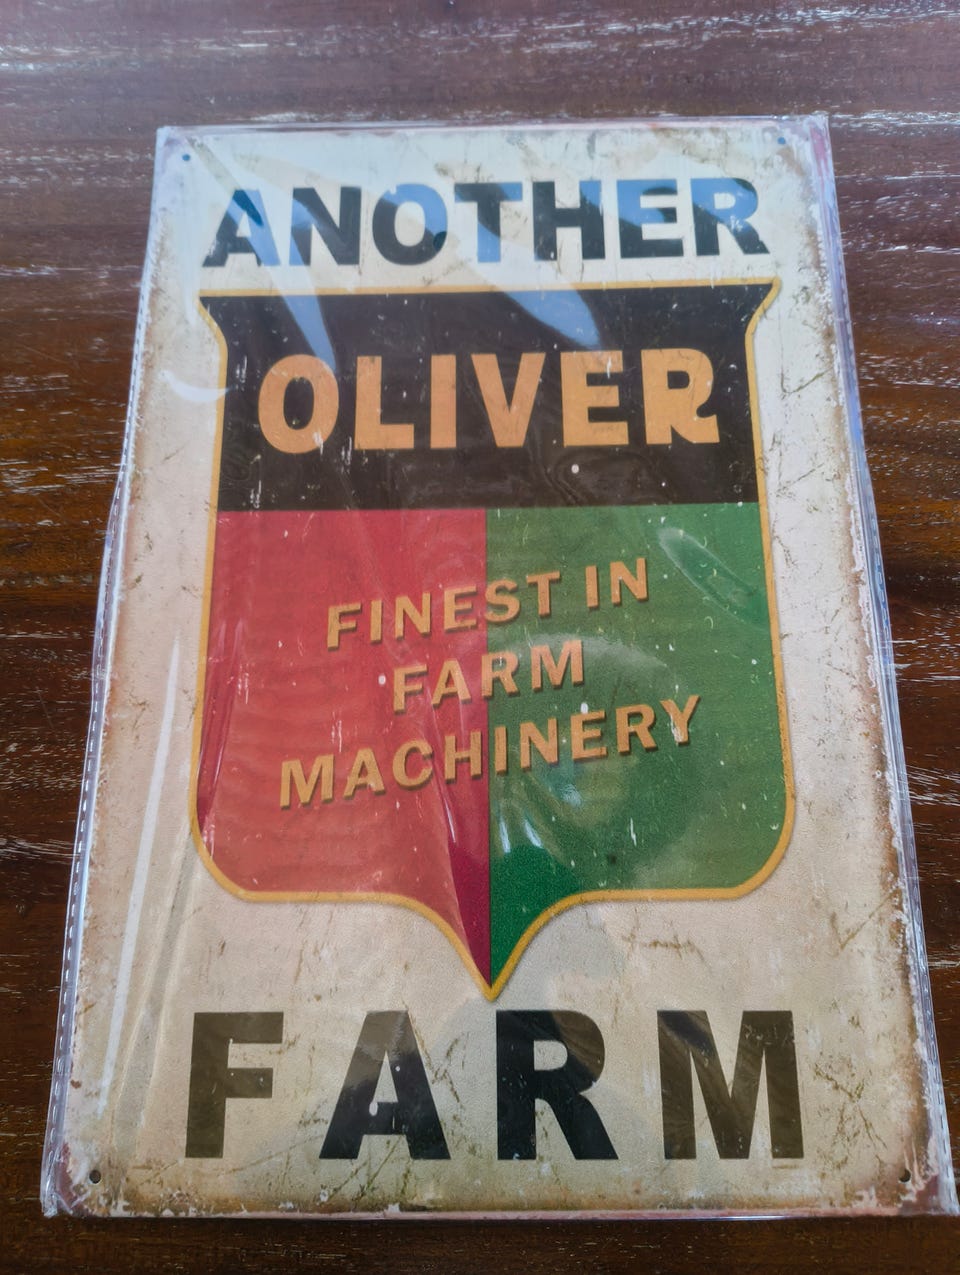 ANOTHER
OLIVER
FINEST IN
FARM
MACHINERY
FARM